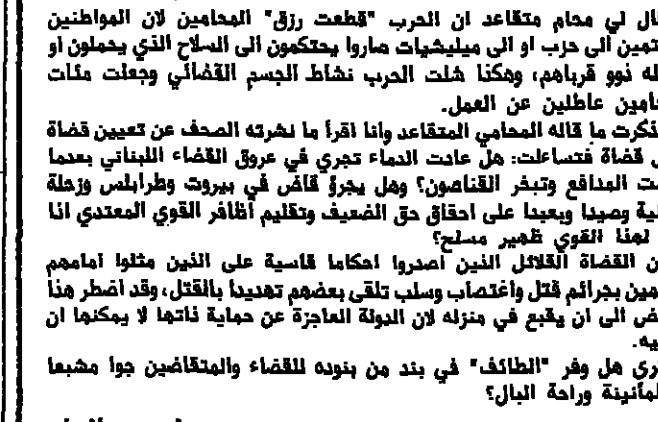 ال لي محام متقاعد ان الحرب "قطعت رزق" المحامين لان المواطنين
تمين الى حزب او الى ميليشيات صاروا يحتكمون الى السلاح الذي يحملون او
له ذوو قرباهم، وهكذا شلت الحرب نشاط الجسم القضائي وجعلت مئات
امين عاطلين عن العمل.
ذكرت ما قاله المحامي المتقاعد وانا اقرأ ما نشرته الصحف عن تعيين قضاة
ل قضاة فتساءلت: هل عادت الدماء تجري في عروق القضاء اللبناني بعدما
ت المدافع وتبخر القناصون؟ وهل يجرؤ قاض في بيروت وطرابلس وزحلة
لية وصيدا وبعبدا على احقاق حق الضعيف وتقليم أظافر القوي المعتدي اذا
لهذا القوي ظهير مسلح؟
ن القضاة القلائل الذين اصدروا احكاما قاسية على الذين مثلوا امامهم
همين بجرائم قتل واغتصاب وسلب تلقى بعضهم تهديدا بالقتل، وقد اضطر هذا
ض الى ان يقبع في منزله لان الدولة العاجزة عن حماية ذاتها لا يمكنها ان
يه.
ري هل وفر "الطائف" في بند من بنوده للقضاء والمتقاضين جوا مشبعا
لمأنينة وراحة البال؟